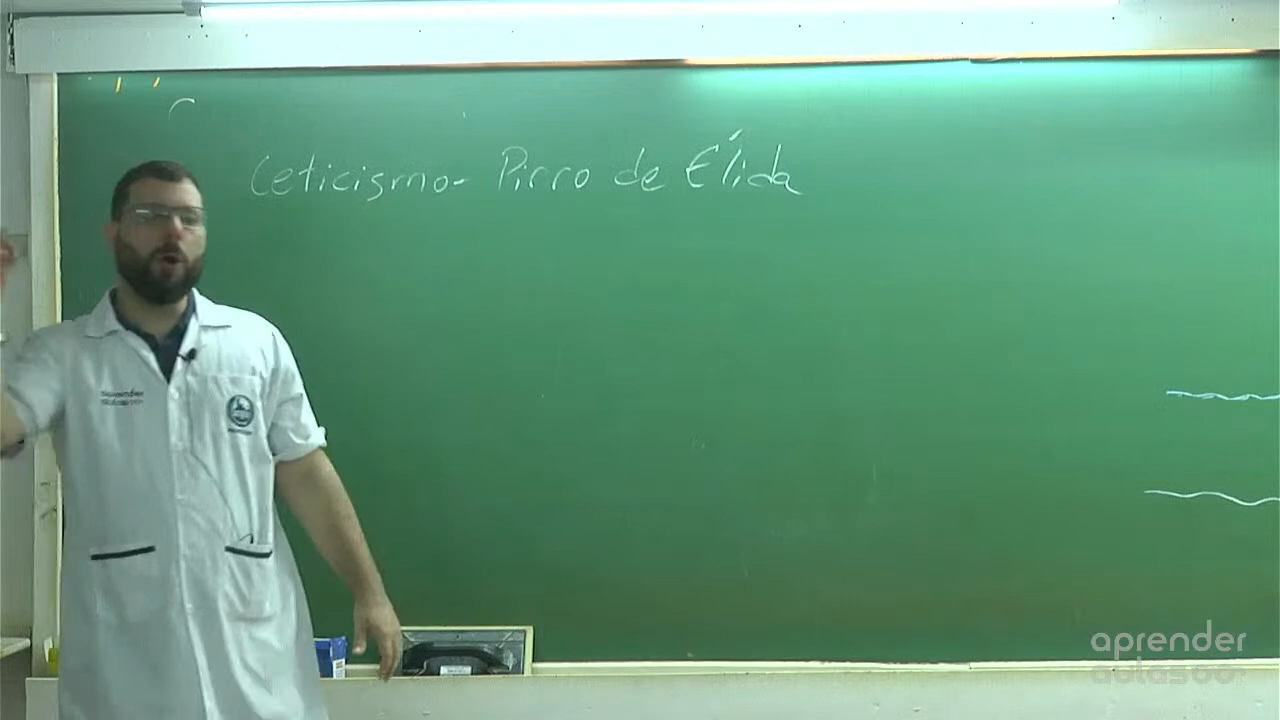 Ceticismo- Pirro de Élida
aprender